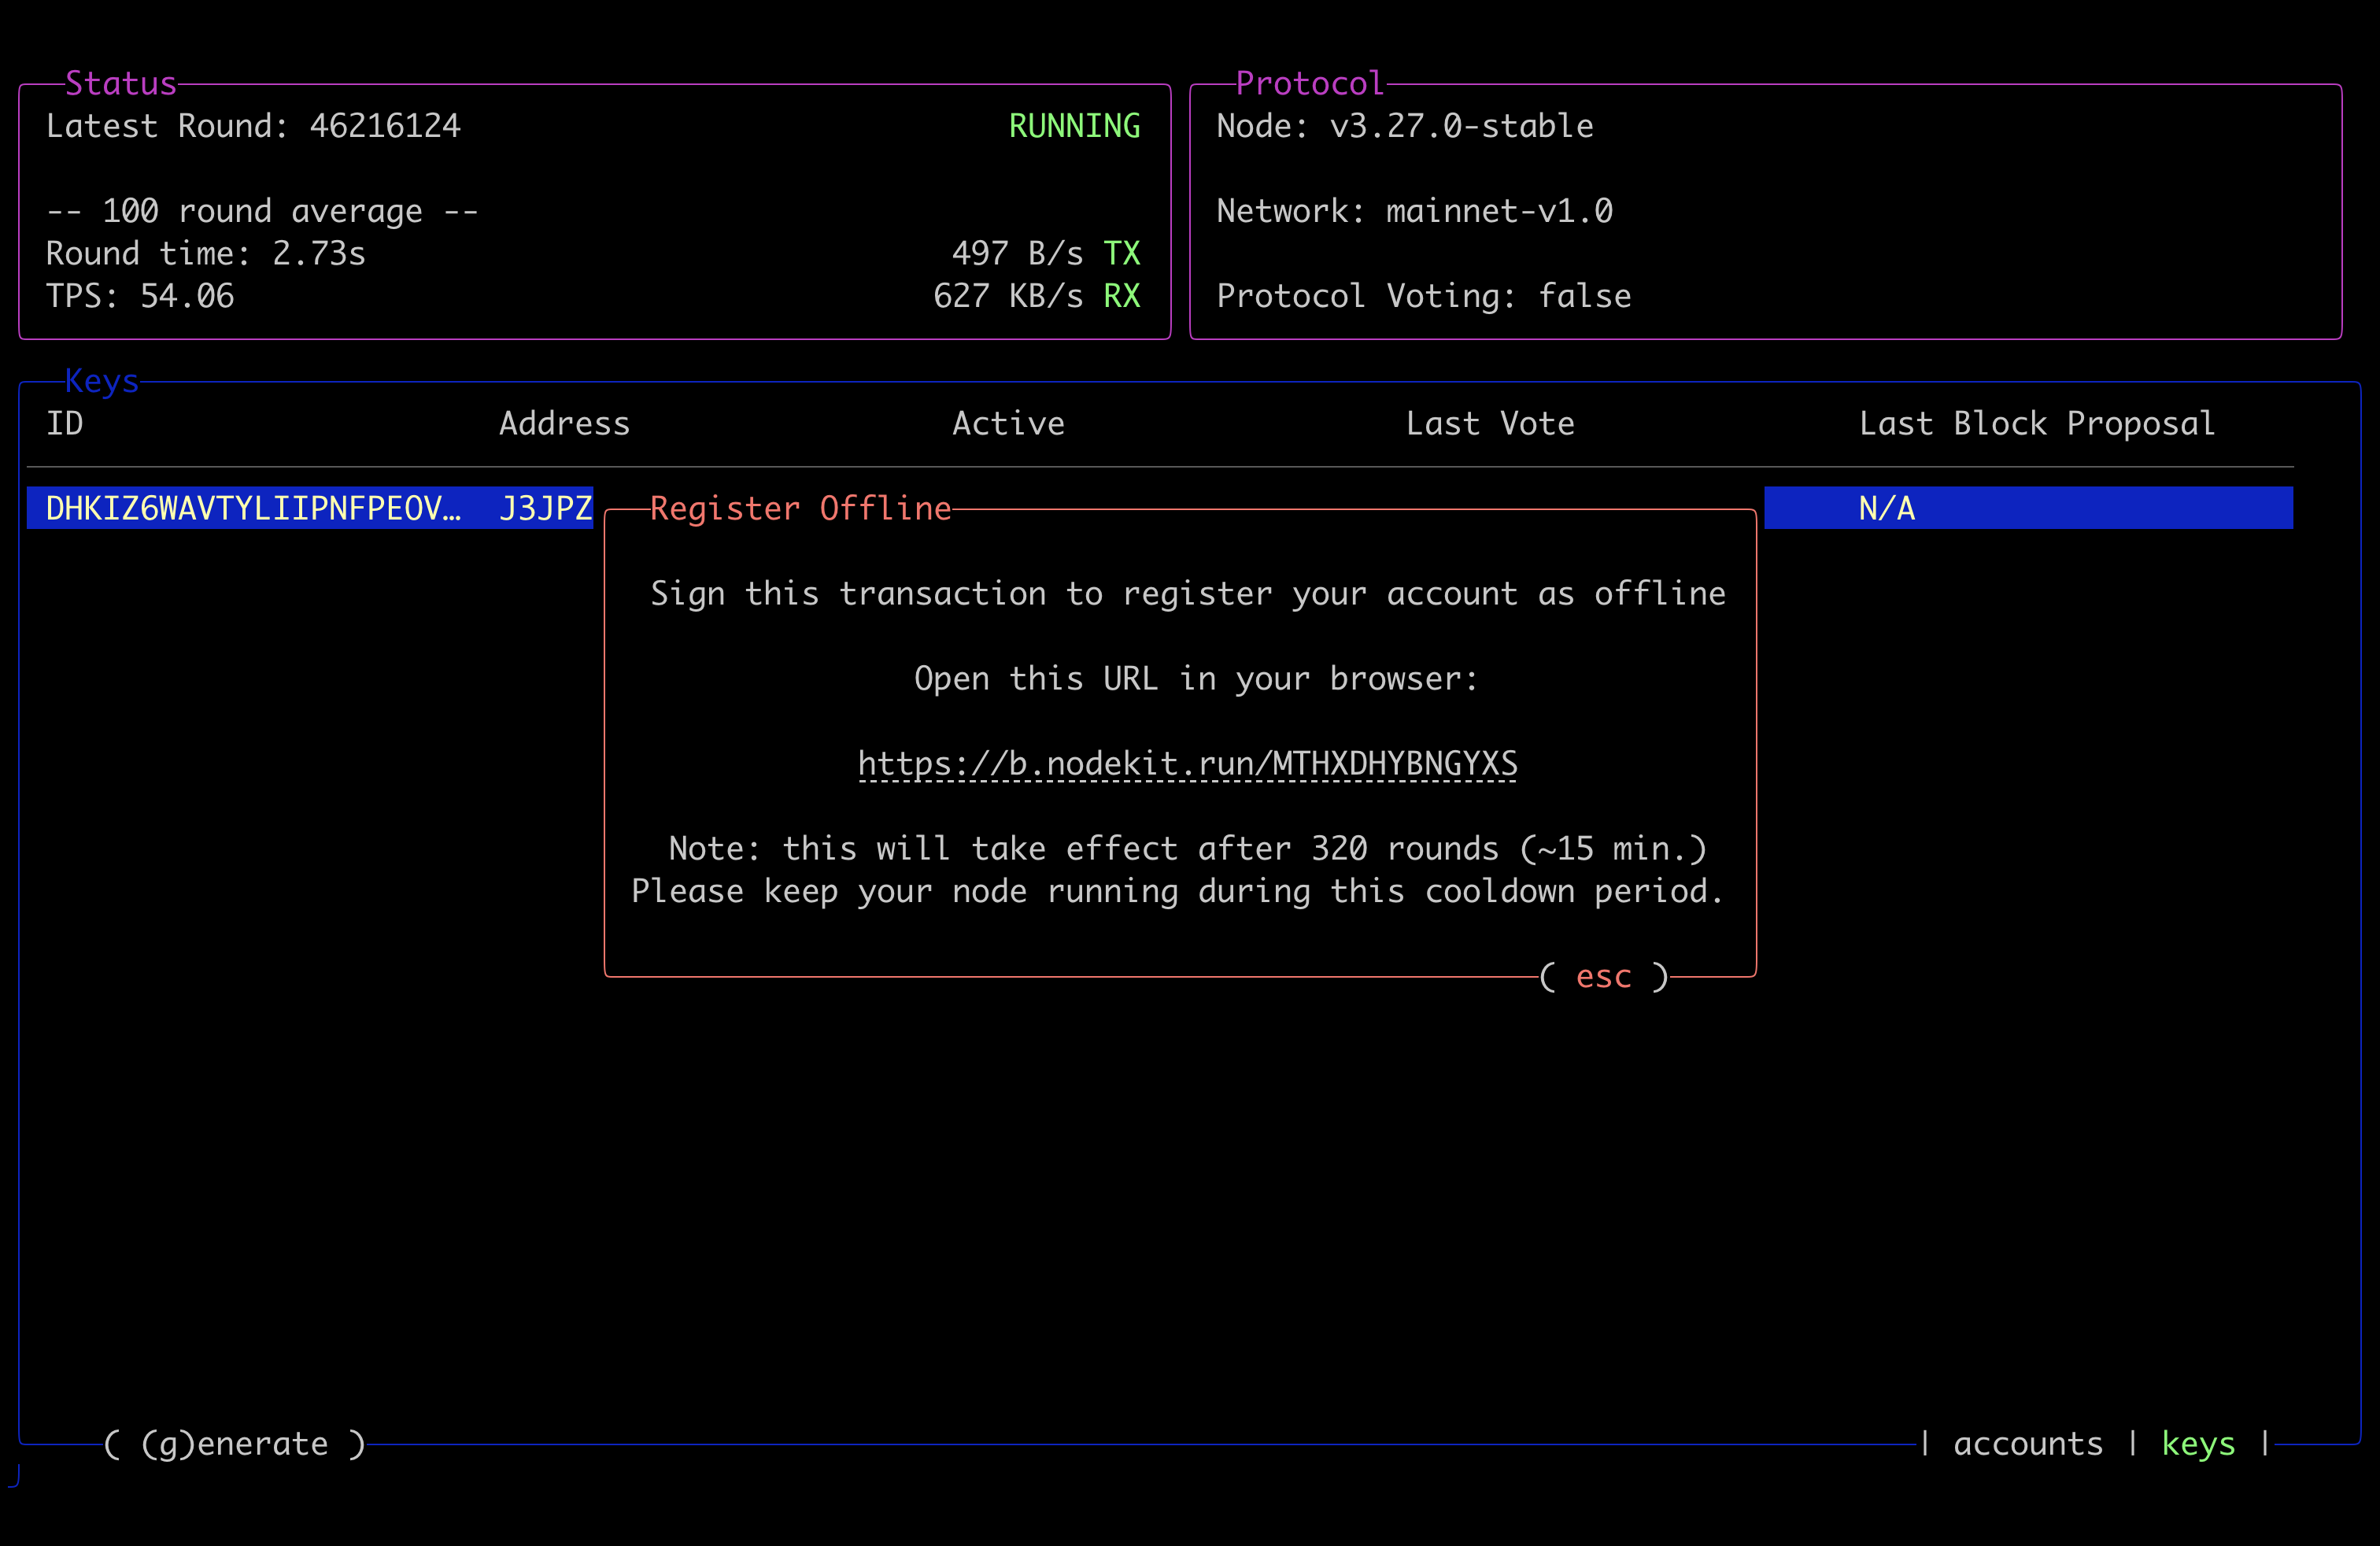 Status
Latest Round: 46216124 RUNNING
-- 100 round average --
Round time: 2.73s 497 B/s TX
TPS: 54.06 627 KB/s RX
Protocol
Node: v3.27.0-stable
Network: mainnet-v1.0
Protocol Voting: false
Keys
ID Address Active Last Vote Last Block Proposal
DHKIZ6WAVTYLIIPNFPEOV… J3JPZ N/A
Register Offline
Sign this transaction to register your account as offline
Open this URL in your browser:
https://b.nodekit.run/MTHXDHYBNGYXS
Note: this will take effect after 320 rounds (~15 min.)
Please keep your node running during this cooldown period.
( esc )
( (g)enerate ) | accounts | keys |